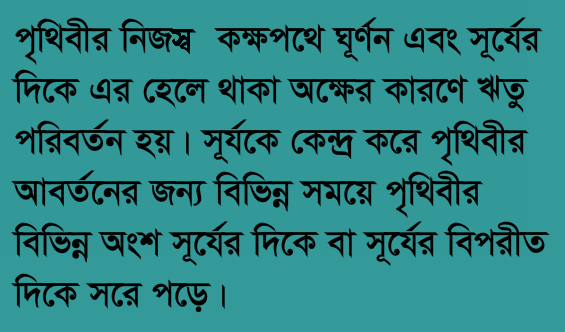 পৃথিবীর নিজস্ব কক্ষপথে ঘূর্ণন এবং সূর্যের
দিকে এর হেলে থাকা অক্ষের কারণে ঋতু
পরিবর্তন হয়। সূর্যকে কেন্দ্র করে পৃথিবীর
আবর্তনের জন্য বিভিন্ন সময়ে পৃথিবীর
বিভিন্ন অংশ সূর্যের দিকে বা সূর্যের বিপরীত
দিকে সরে পড়ে।